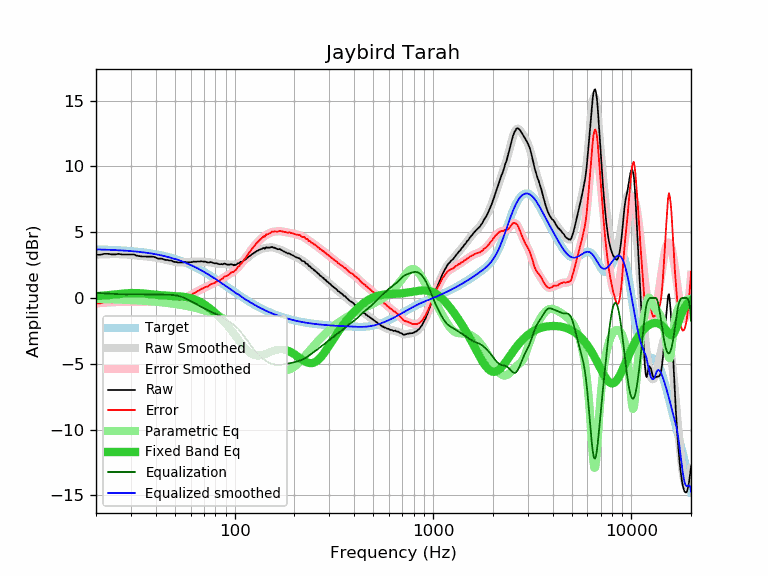 Jaybird Tarah
Amplitude (dBr)
15
10
5
0
−5
−10
−15
Target
Raw Smoothed
Error Smoothed
Raw
Error
Parametric Eq
Fixed Band Eq
Equalization
Equalized smoothed
100
1000
10000
Frequency (Hz)